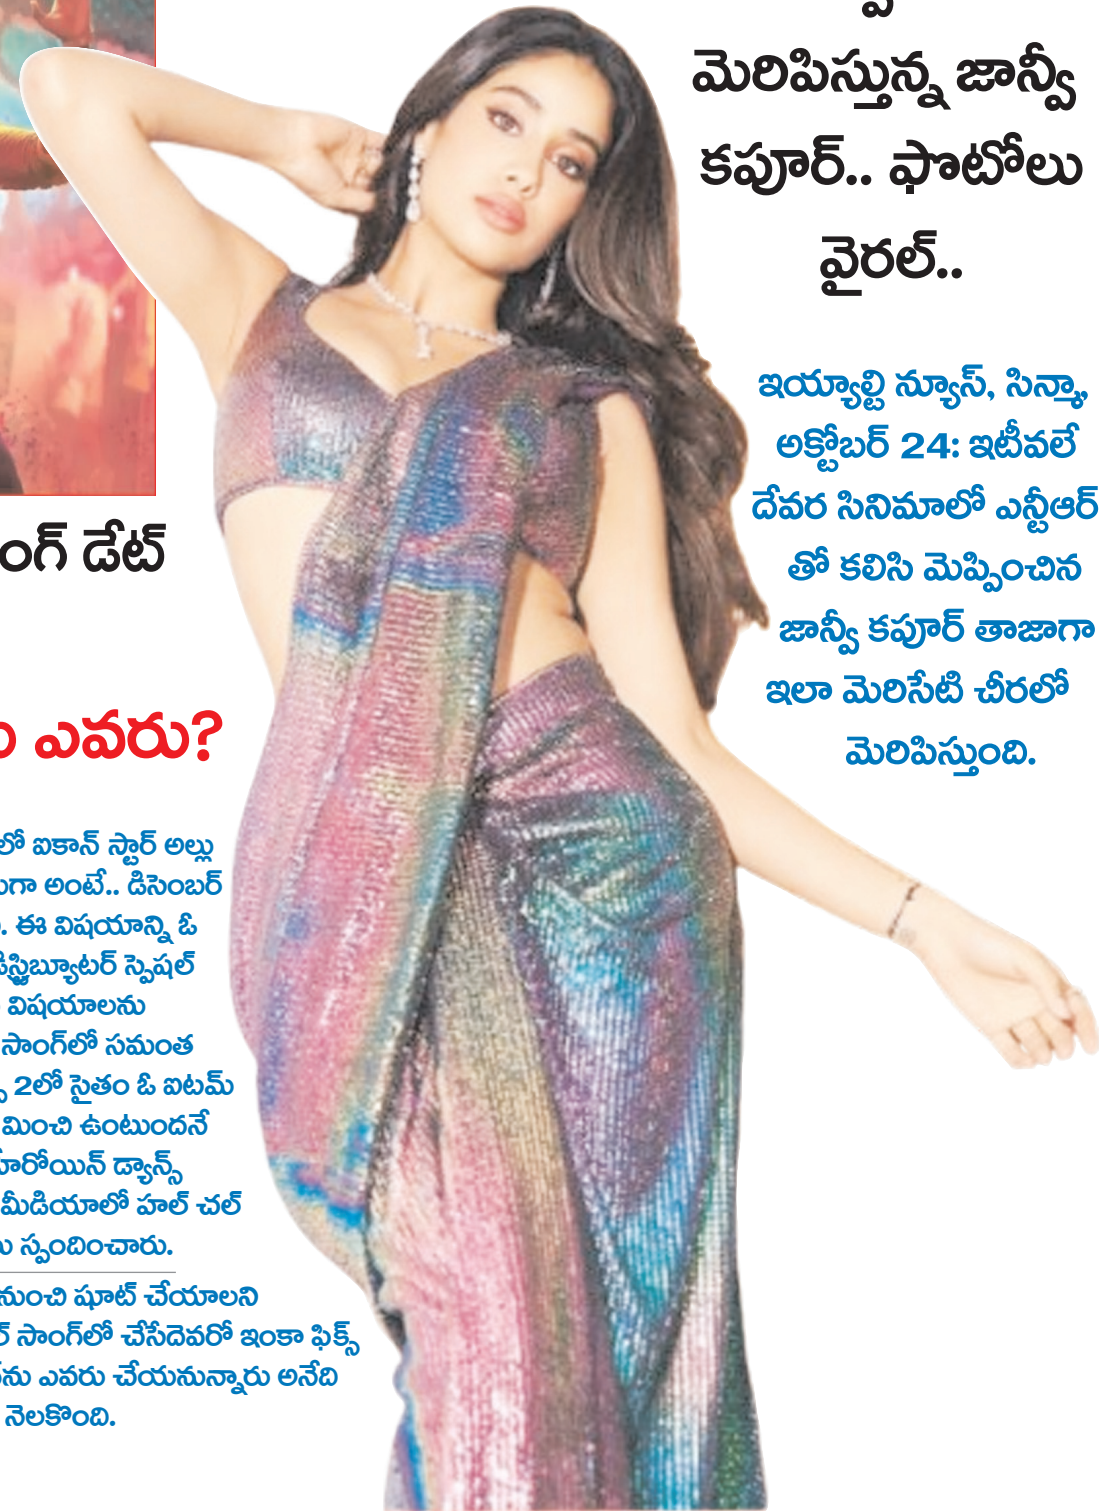 మెరిపిస్తున్న జాన్వీ
కపూర్.. ఫొటోలు
వైరల్..
ఇయ్యాల్టి న్యూస్, సిన్మా,
అక్టోబర్ 24: ఇటీవలే
దేవర సినిమాలో ఎన్టీఆర్
తో కలిసి మెప్పించిన
జాన్వీ కపూర్ తాజాగా
ఇలా మెరిసేటి చీరలో
మెరిపిస్తుంది.
డేట్
ఎవరు?
లో ఐకాన్ స్టార్ అల్లు
అంటే.. డిసెంబర్
ఈ విషయాన్ని ఓ
డిస్ట్రిబ్యూటర్ స్పెషల్
విషయాలను
సాంగ్‌లో సమంత
2లో సైతం ఓ ఐటమ్
మించి ఉంటుందనే
హీరోయిన్ డ్యాన్స్
మీడియాలో హల్ చల్
స్పందించారు.
నుంచి షూట్ చేయాలని
సాంగ్‌లో చేసేదెవరో ఇంకా ఫిక్స్
ఎవరు చేయనున్నారు అనేది
నెలకొంది.